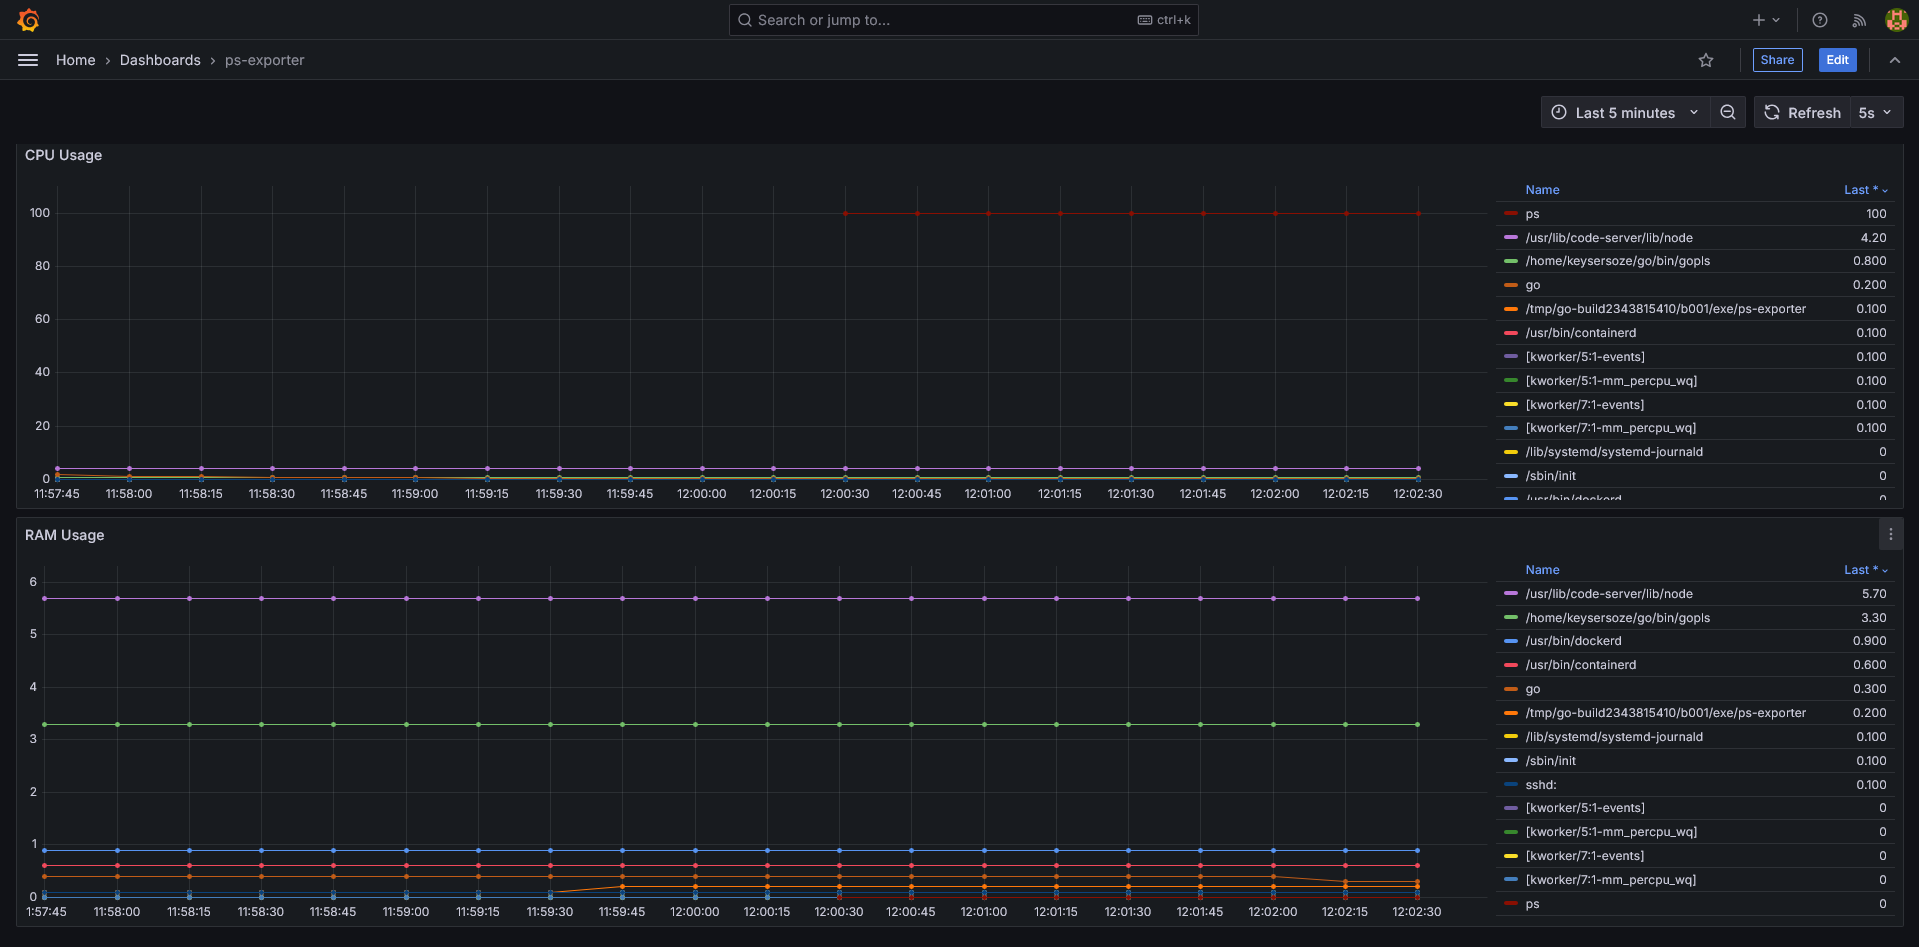 Search or jump to... ctrl+k
Home › Dashboards › ps-exporter
Share Edit
Last 5 minutes Refresh 5s
CPU Usage
100
80
60
40
20
0
11:57:45 11:58:00 11:58:15 11:58:30 11:58:45 11:59:00 11:59:15 11:59:30 11:59:45 12:00:00 12:00:15 12:00:30 12:00:45 12:01:00 12:01:15 12:01:30 12:01:45 12:02:00 12:02:15 12:02:30
Name Last *
ps 100
/usr/lib/code-server/lib/node 4.20
/home/keysersoze/go/bin/gopls 0.800
go 0.200
/tmp/go-build2343815410/b001/exe/ps-exporter 0.100
/usr/bin/containerd 0.100
[kworker/5:1-events] 0.100
[kworker/5:1-mm_percpu_wq] 0.100
[kworker/7:1-events] 0.100
[kworker/7:1-mm_percpu_wq] 0.100
/lib/systemd/systemd-journald 0
/sbin/init 0
/usr/bin/dockerd 0
RAM Usage
6
5
4
3
2
1
0
1:57:45 11:58:00 11:58:15 11:58:30 11:58:45 11:59:00 11:59:15 11:59:30 11:59:45 12:00:00 12:00:15 12:00:30 12:00:45 12:01:00 12:01:15 12:01:30 12:01:45 12:02:00 12:02:15 12:02:30
Name Last *
/usr/lib/code-server/lib/node 5.70
/home/keysersoze/go/bin/gopls 3.30
/usr/bin/dockerd 0.900
/usr/bin/containerd 0.600
go 0.300
/tmp/go-build2343815410/b001/exe/ps-exporter 0.200
/lib/systemd/systemd-journald 0.100
/sbin/init 0.100
sshd: 0.100
[kworker/5:1-events] 0
[kworker/5:1-mm_percpu_wq] 0
[kworker/7:1-events] 0
[kworker/7:1-mm_percpu_wq] 0
ps 0